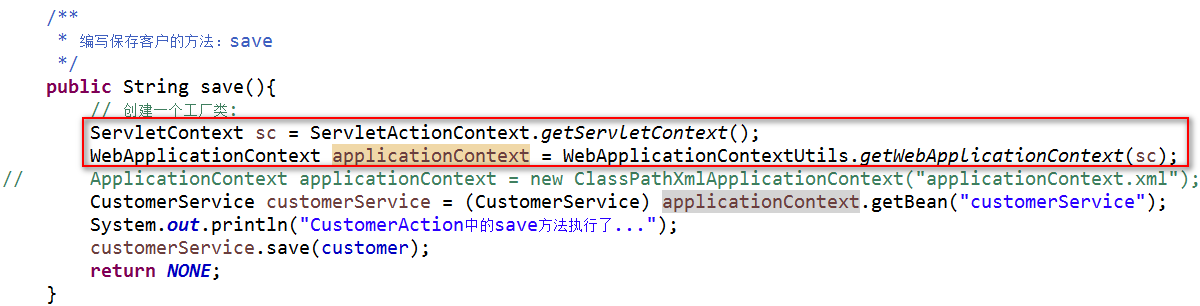 /**
 * 编写保存客户的方法：save
 */
public String save(){
// 创建一个工厂类:
ServletContext sc = ServletActionContext.getServletContext();
WebApplicationContext applicationContext = WebApplicationContextUtils.getWebApplicationContext(sc);
// ApplicationContext applicationContext = new ClassPathXmlApplicationContext("applicationContext.xml");
CustomerService customerService = (CustomerService) applicationContext.getBean("customerService");
System.out.println("CustomerAction中的save方法执行了...");
customerService.save(customer);
return NONE;
}